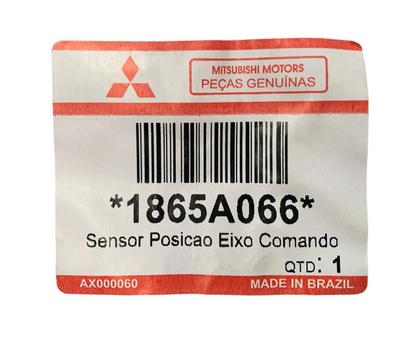 MITSUBISHI MOTORS
PEÇAS GENUÍNAS
*1865A066*
Sensor Posicao Eixo Comando
QTD: 1
AX000060 MADE IN BRAZIL